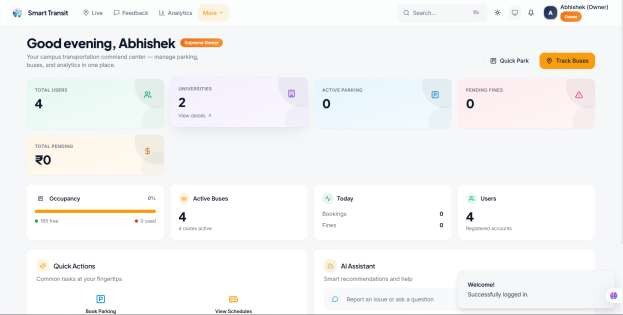 Smart Transit
Live
Feedback
Analytics
More
Search...
A
Abhishek (Owner)
Owner
Good evening, Abhishek
Supreme Owner
Your campus transportation command center — manage parking,
buses, and analytics in one place.
Quick Park
Track Buses
TOTAL USERS
4
UNIVERSITIES
2
View details ↗
ACTIVE PARKING
0
PENDING FINES
0
TOTAL PENDING
₹0
Occupancy
0%
0 used
Active Buses
4
4 routes active
Today
Bookings 0
Fines 0
Users
4
Registered accounts
Quick Actions
Common tasks at your fingertips
Book Parking
View Schedules
AI Assistant
Smart recommendations and help
Report an issue or ask a question
Welcome!
Successfully logged in.